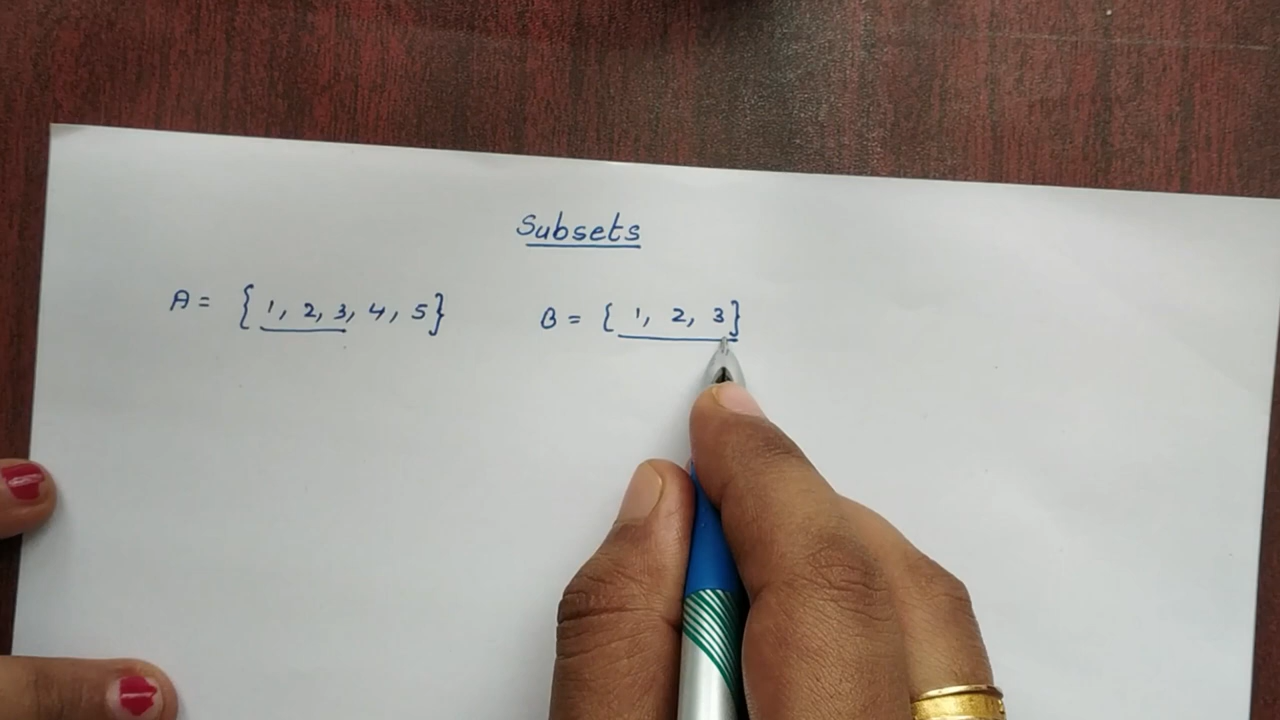 Subsets
A = { 1, 2, 3, 4, 5} B = { 1, 2, 3}